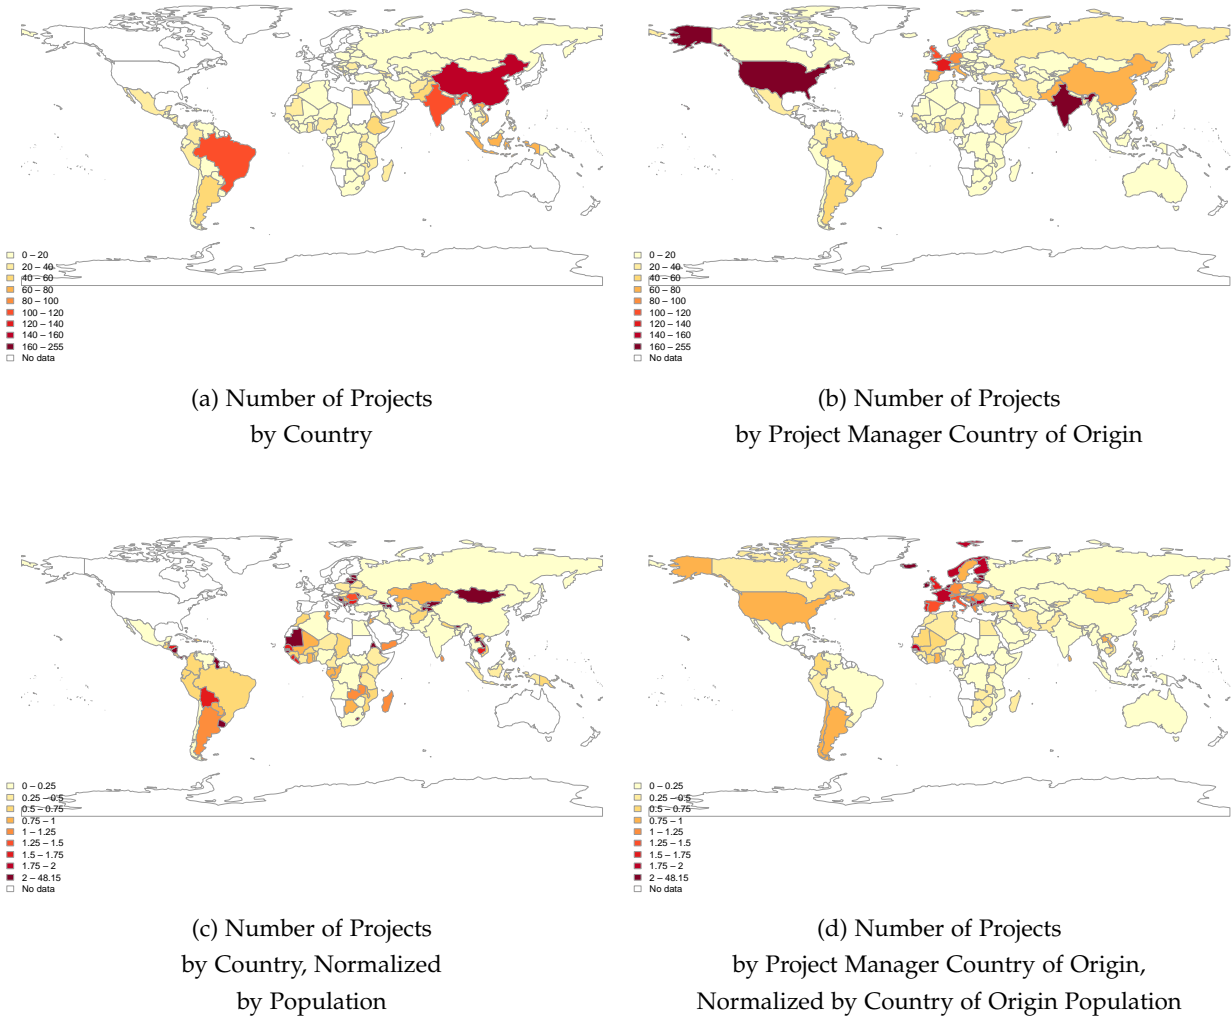 0 – 20
20 – 40
40 – 60
60 – 80
80 – 100
100 – 120
120 – 140
140 – 160
160 – 255
No data
(a) Number of Projects
by Country
0 – 20
20 – 40
40 – 60
60 – 80
80 – 100
100 – 120
120 – 140
140 – 160
160 – 255
No data
(b) Number of Projects
by Project Manager Country of Origin
0 – 0.25
0.25 – 0.5
0.5 – 0.75
0.75 – 1
1 – 1.25
1.25 – 1.5
1.5 – 1.75
1.75 – 2
2 – 48.15
No data
(c) Number of Projects
by Country, Normalized
by Population
0 – 0.25
0.25 – 0.5
0.5 – 0.75
0.75 – 1
1 – 1.25
1.25 – 1.5
1.5 – 1.75
1.75 – 2
2 – 48.15
No data
(d) Number of Projects
by Project Manager Country of Origin,
Normalized by Country of Origin Population